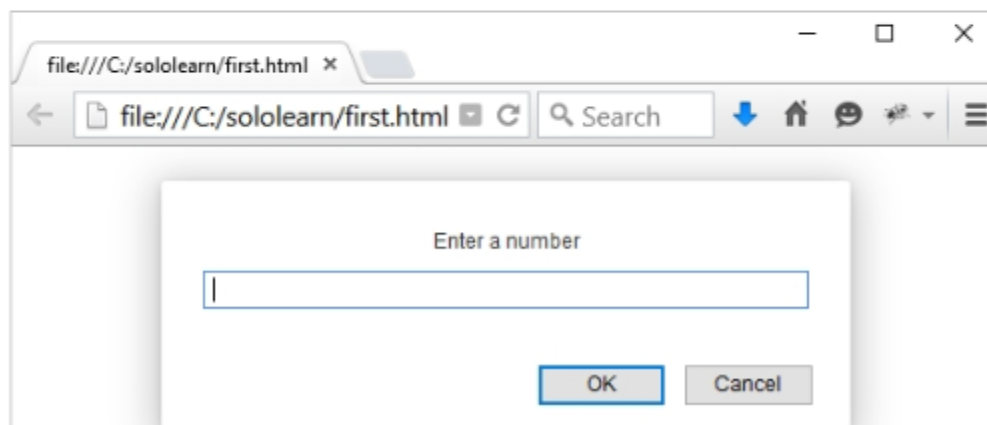 file:///C:/sololearn/first.html
file:///C:/sololearn/first.html Search
Enter a number
OK Cancel